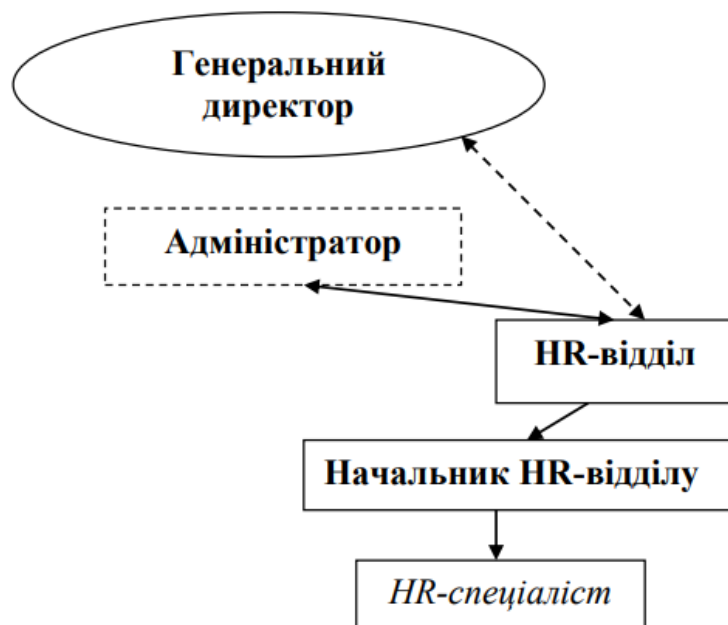 Генеральний
директор
Адміністратор
HR-відділ
Начальник HR-відділу
HR-спеціаліст